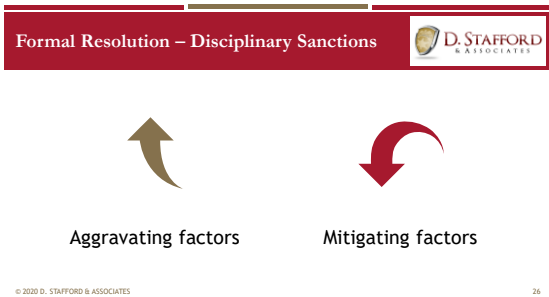 Formal Resolution – Disciplinary Sanctions
D. STAFFORD
& ASSOCIATES
Aggravating factors
Mitigating factors
© 2020 D. STAFFORD & ASSOCIATES
26